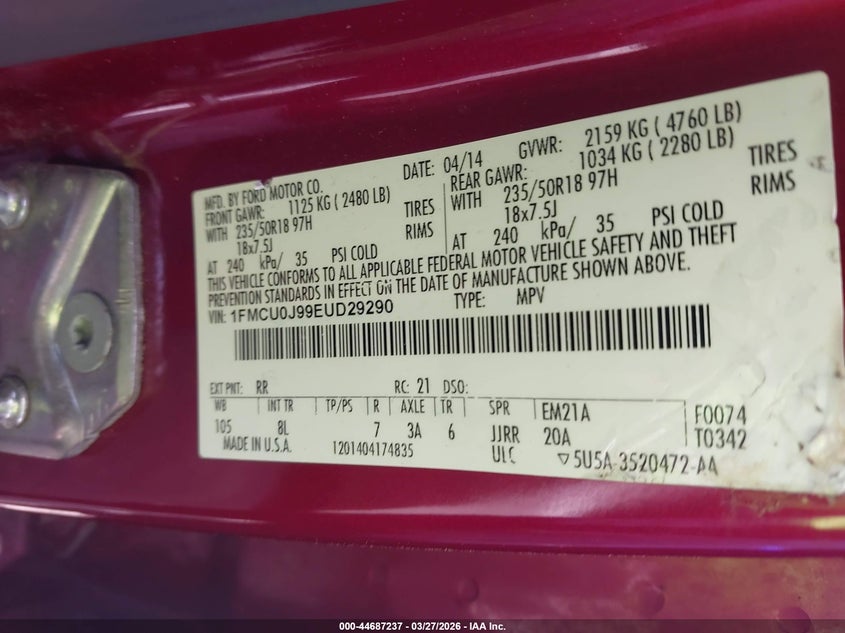 MFD. BY FORD MOTOR CO. DATE: 04/14 GVWR: 2159 KG ( 4760 LB)
FRONT GAWR: 1125 KG ( 2480 LB) REAR GAWR: 1034 KG ( 2280 LB)
WITH 235/50R18 97H TIRES WITH 235/50R18 97H TIRES
18x7.5J RIMS 18x7.5J RIMS
AT 240 kPa/ 35 PSI COLD AT 240 kPa/ 35 PSI COLD
THIS VEHICLE CONFORMS TO ALL APPLICABLE FEDERAL MOTOR VEHICLE SAFETY AND THEFT
PREVENTION STANDARDS IN EFFECT ON THE DATE OF MANUFACTURE SHOWN ABOVE.
VIN: 1FMCU0J99EUD29290 TYPE: MPV
EXT PNT: RR RC: 21 DSO:
WB INT TR TP/PS R AXLE TR SPR EM21A F0074
105 8L 7 3A 6 JJRR 20A T0342
MADE IN U.S.A. 1201404174835 ULC ▽5U5A-3520472-AA
000-44687237 - 03/27/2026 - IAA Inc.